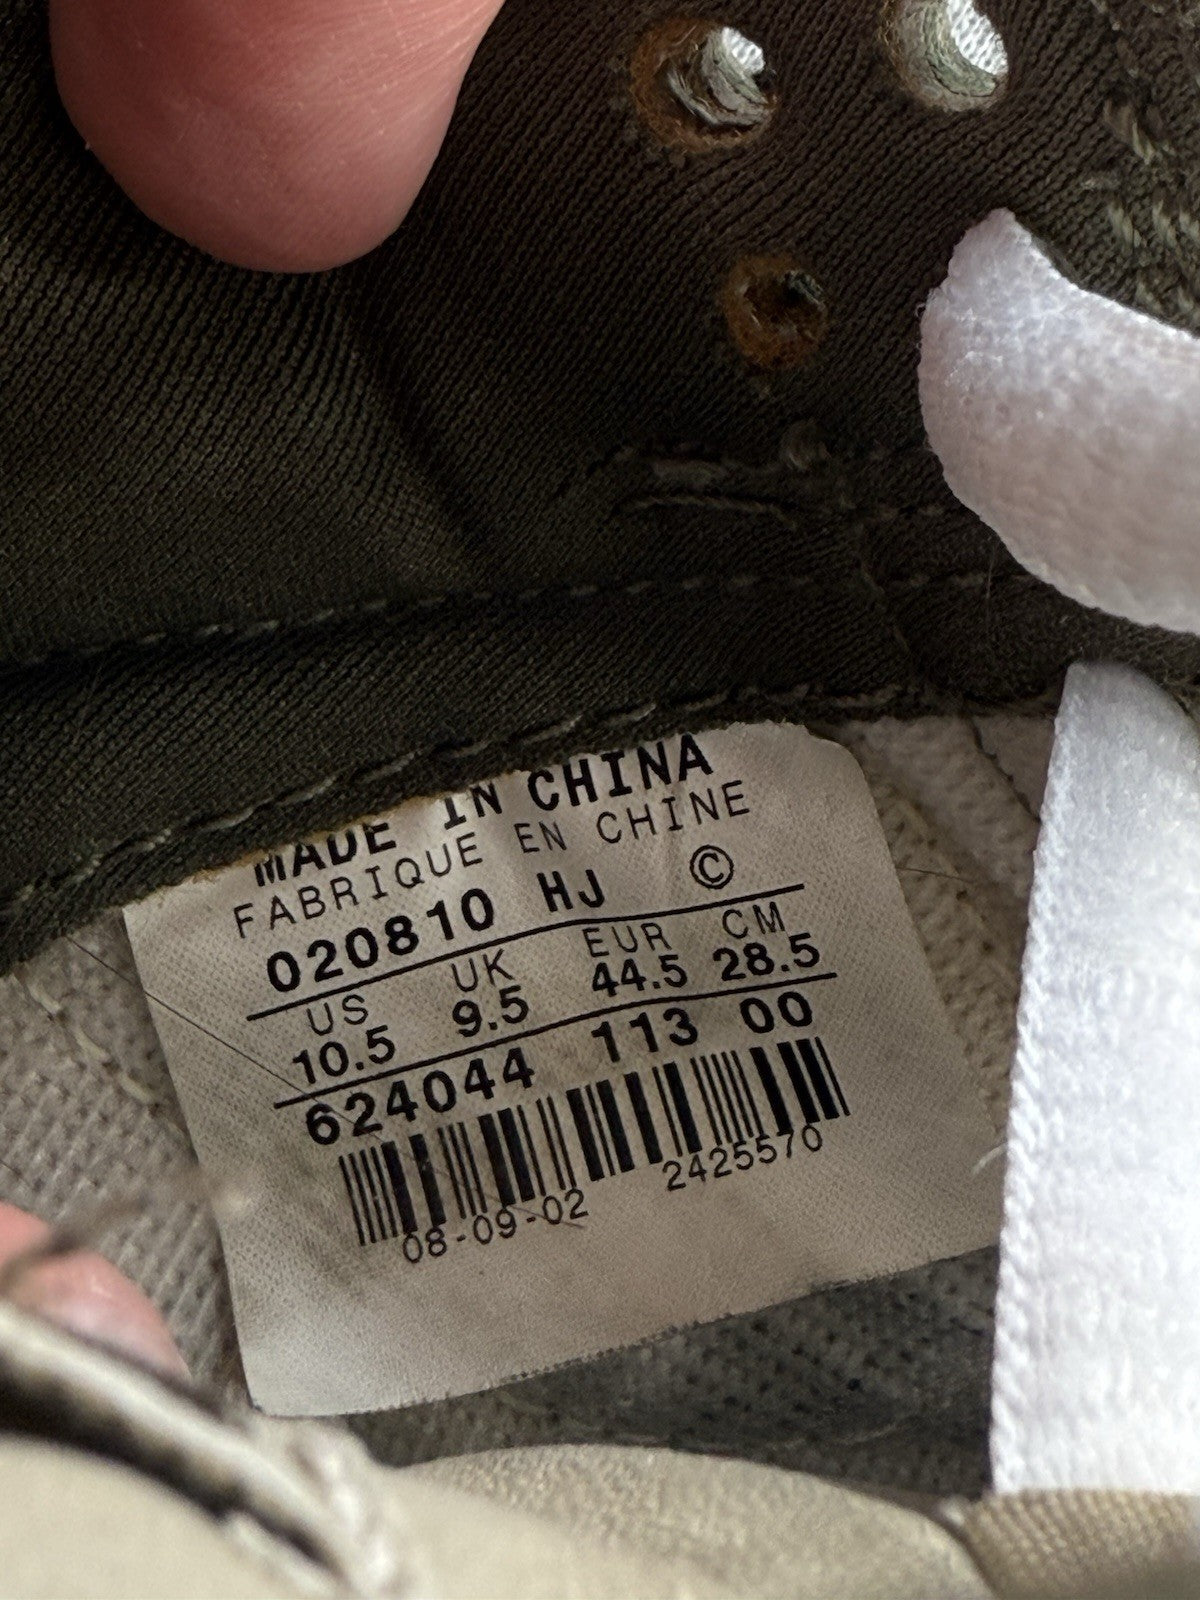 MADE IN CHINA
FABRIQUE EN CHINE
020810 HJ ©
US UK EUR CM
10.5 9.5 44.5 28.5
624044 113 00
08-09-02 2425570